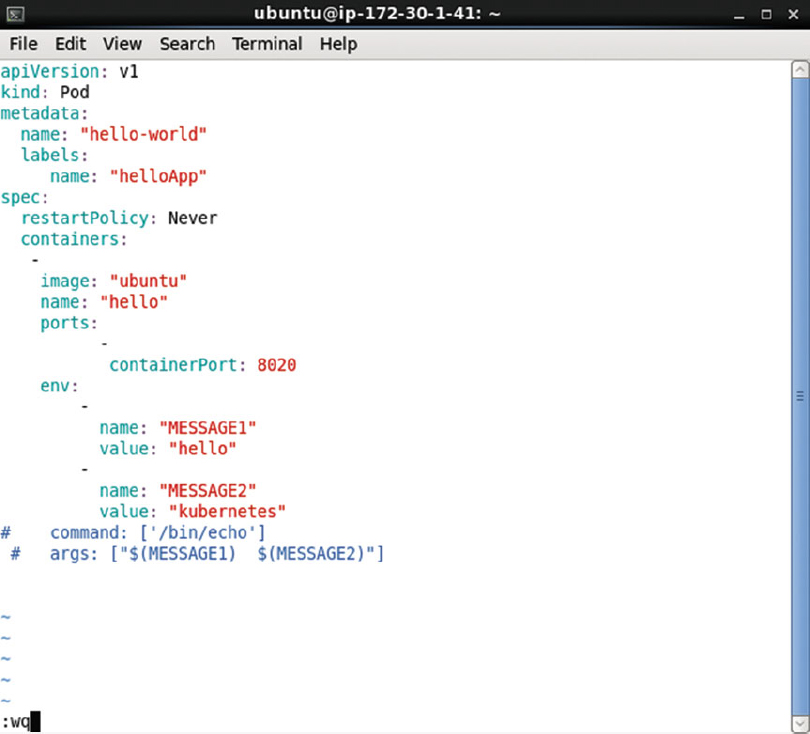 ubuntu@ip-172-30-1-41: ~
File Edit View Search Terminal Help
apiVersion: v1
kind: Pod
metadata:
  name: "hello-world"
  labels:
     name: "helloApp"
spec:
  restartPolicy: Never
  containers:
   -
    image: "ubuntu"
    name: "hello"
    ports:
          -
           containerPort: 8020
    env:
        -
          name: "MESSAGE1"
          value: "hello"
        -
          name: "MESSAGE2"
          value: "kubernetes"
#    command: ['/bin/echo']
 #   args: ["$(MESSAGE1)  $(MESSAGE2)"]
~
~
~
~
~
:wq